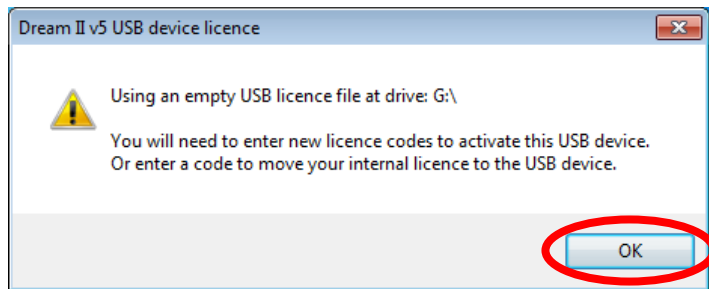 Dream II v5 USB device licence
Using an empty USB licence file at drive: G:\
You will need to enter new licence codes to activate this USB device.
Or enter a code to move your internal licence to the USB device.
OK